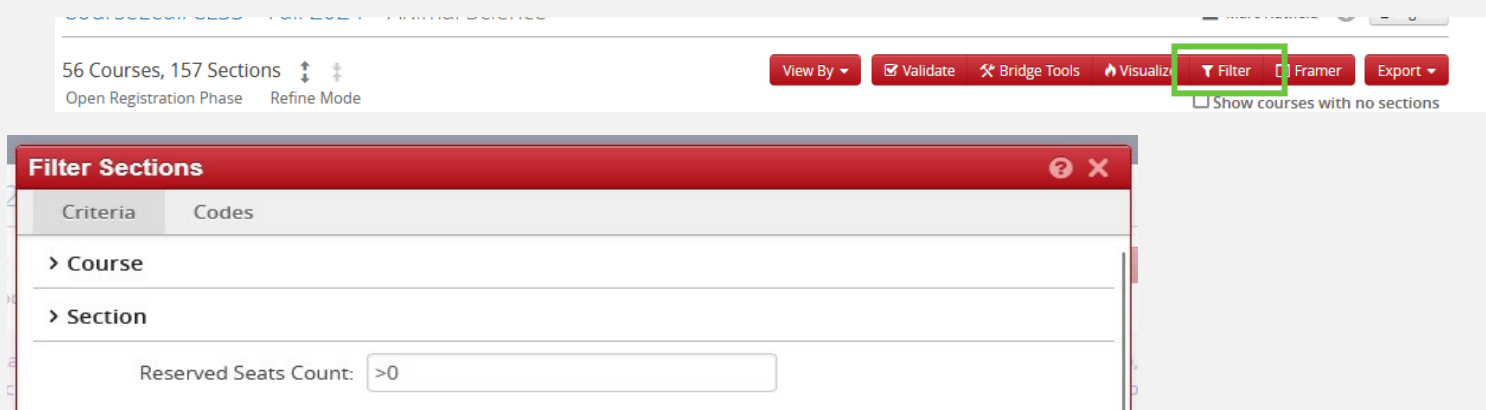 56 Courses, 157 Sections
View By Validate Bridge Tools Visualize Filter Framer Export
Open Registration Phase Refine Mode
Show courses with no sections
Filter Sections
Criteria Codes
Course
Section
Reserved Seats Count: >0